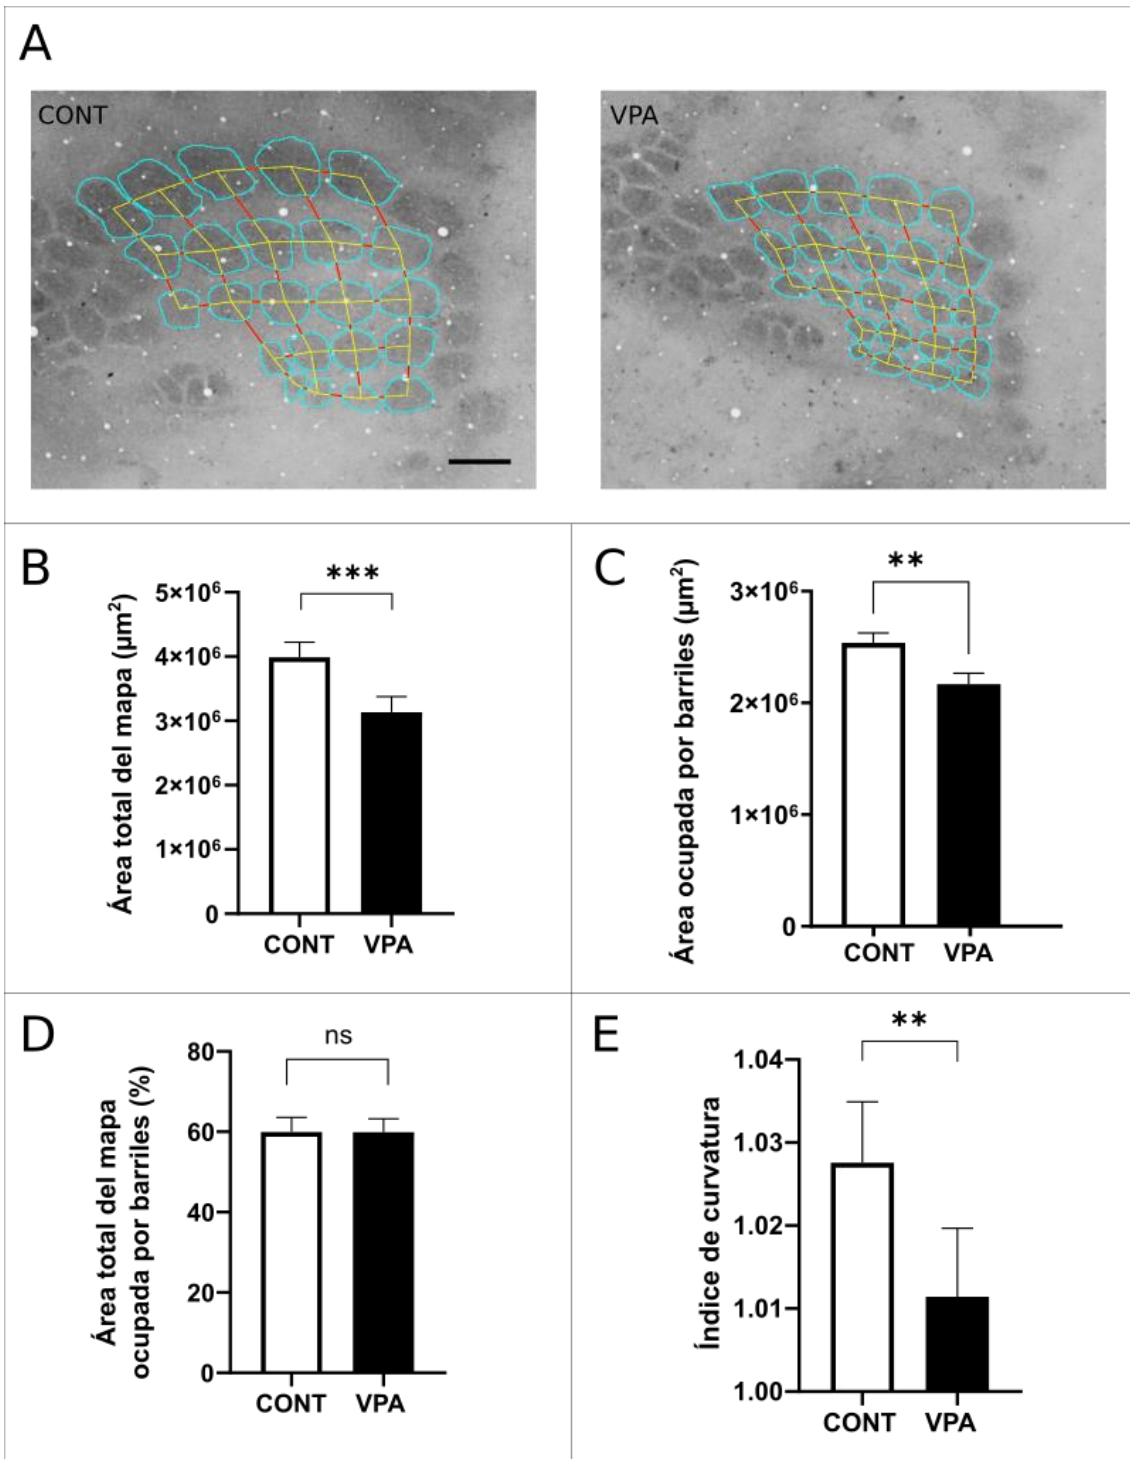 A
CONT
VPA
B
***
Área total del mapa (µm²)
5×10⁶
4×10⁶
3×10⁶
2×10⁶
1×10⁶
0
CONT VPA
C
**
Área ocupada por barriles (µm²)
3×10⁶
2×10⁶
1×10⁶
0
CONT VPA
D
ns
Área total del mapa
ocupada por barriles (%)
80
60
40
20
0
CONT VPA
E
**
Índice de curvatura
1.04
1.03
1.02
1.01
1.00
CONT VPA